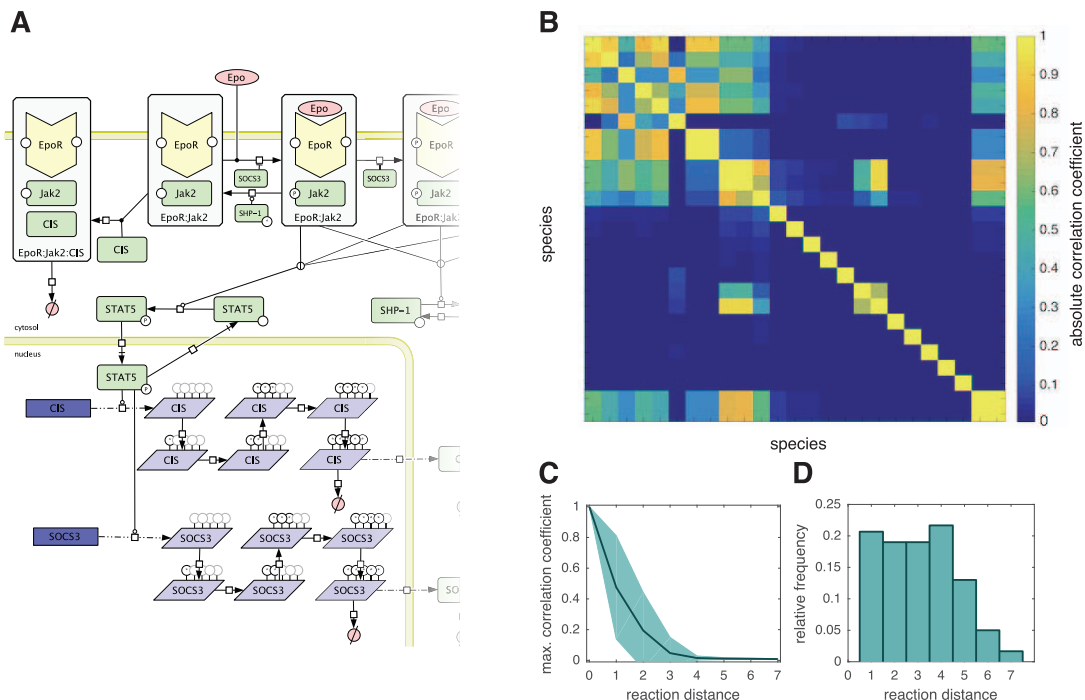 A
B
Epo
Epo
Epo
EpoR
EpoR
EpoR
EpoR
P
SOCS3
SOCS3
Jak2
Jak2
P
Jak2
P
Jak2
CIS
EpoR:Jak2
SHP-1
EpoR:Jak2
EpoR:Jak2
EpoR:Jak2:CIS
CIS
STAT5
P
STAT5
SHP-1
cytosol
nucleus
STAT5
P
CIS
CIS
CIS
CIS
CIS
CIS
CIS
C
SOCS3
SOCS3
SOCS3
SOCS3
SOCS3
SOCS3
SOCS3
SO
species
species
1
0.9
0.8
0.7
0.6
0.5
0.4
0.3
0.2
0.1
0
absolute correlation coefficient
C
max. correlation coefficient
1
0.8
0.6
0.4
0.2
0
0 1 2 3 4 5 6 7
reaction distance
D
relative frequency
0.25
0.2
0.15
0.1
0.05
0
0 1 2 3 4 5 6 7
reaction distance